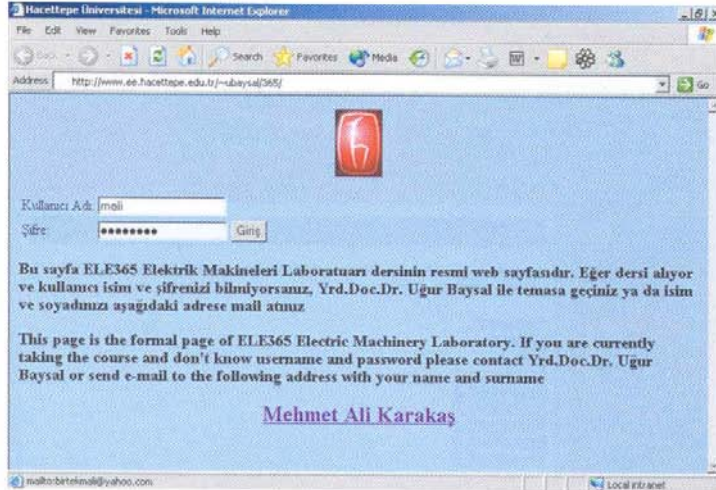 Hacettepe Üniversitesi - Microsoft Internet Explorer
File Edit View Favorites Tools Help
Back Search Favorites Media
Address http://www.ee.hacettepe.edu.tr/~ubaysal/365/ Go
Kullanıcı Adı: mali
Şifre: Giriş
Bu sayfa ELE365 Elektrik Makineleri Laboratuarı dersinin resmi web sayfasıdır. Eğer dersi alıyor
ve kullanıcı isim ve şifrenizi bilmiyorsanız, Yrd.Doc.Dr. Uğur Baysal ile temasa geçiniz ya da isim
ve soyadınızı aşağıdaki adrese mail atınız
This page is the formal page of ELE365 Electric Machinery Laboratory. If you are currently
taking the course and don't know username and password please contact Yrd.Doc.Dr. Uğur
Baysal or send e-mail to the following address with your name and surname
Mehmet Ali Karakaş
mailto:birtekmali@yahoo.com Local intranet